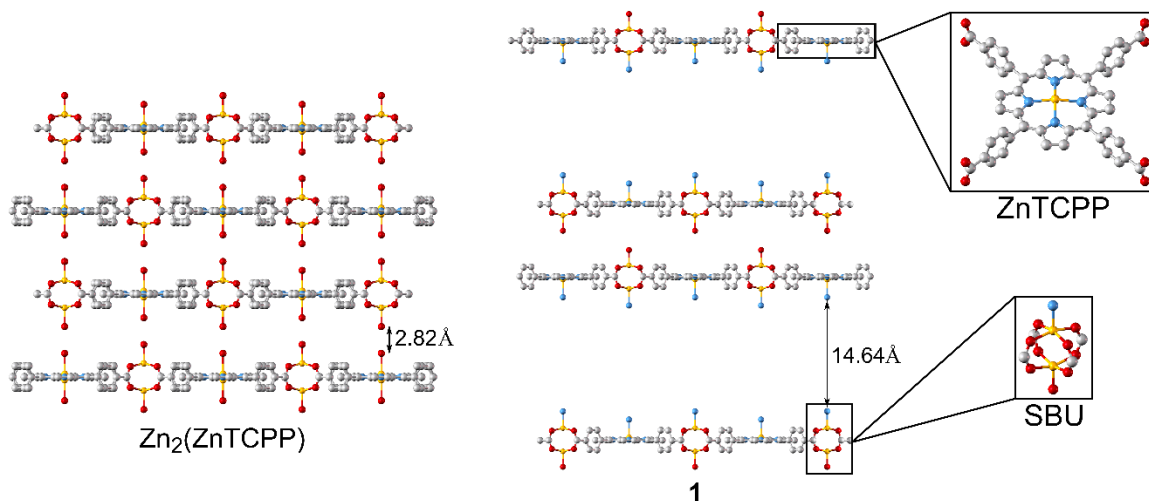 2.82Å
Zn₂(ZnTCPP)
ZnTCPP
14.64Å
SBU
1